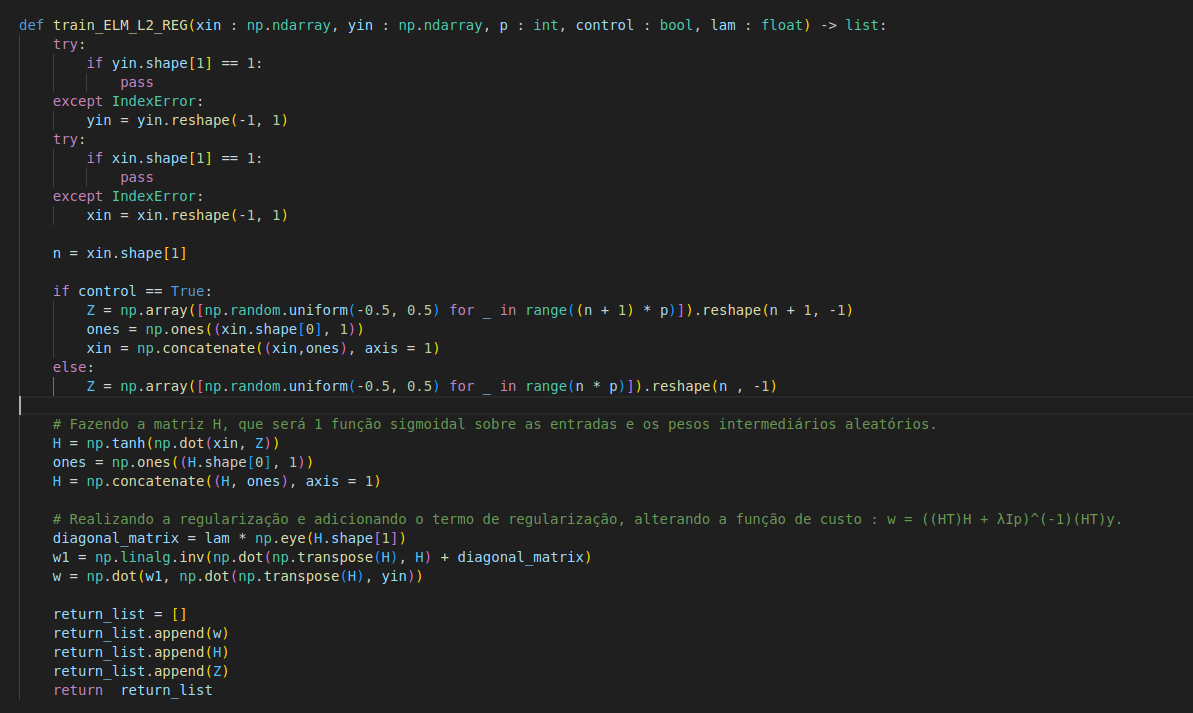 def train_ELM_L2_REG(xin : np.ndarray, yin : np.ndarray, p : int, control : bool, lam : float) -> list:
    try:
        if yin.shape[1] == 1:
            pass
    except IndexError:
        yin = yin.reshape(-1, 1)
    try:
        if xin.shape[1] == 1:
            pass
    except IndexError:
        xin = xin.reshape(-1, 1)
    n = xin.shape[1]
    if control == True:
        Z = np.array([np.random.uniform(-0.5, 0.5) for _ in range((n + 1) * p)]).reshape(n + 1, -1)
        ones = np.ones((xin.shape[0], 1))
        xin = np.concatenate((xin,ones), axis = 1)
    else:
        Z = np.array([np.random.uniform(-0.5, 0.5) for _ in range(n * p)]).reshape(n , -1)
    # Fazendo a matriz H, que será 1 função sigmoidal sobre as entradas e os pesos intermediários aleatórios.
    H = np.tanh(np.dot(xin, Z))
    ones = np.ones((H.shape[0], 1))
    H = np.concatenate((H, ones), axis = 1)
    # Realizando a regularização e adicionando o termo de regularização, alterando a função de custo : w = ((HT)H + λIp)^(-1)(HT)y.
    diagonal_matrix = lam * np.eye(H.shape[1])
    w1 = np.linalg.inv(np.dot(np.transpose(H), H) + diagonal_matrix)
    w = np.dot(w1, np.dot(np.transpose(H), yin))
    return_list = []
    return_list.append(w)
    return_list.append(H)
    return_list.append(Z)
    return  return_list